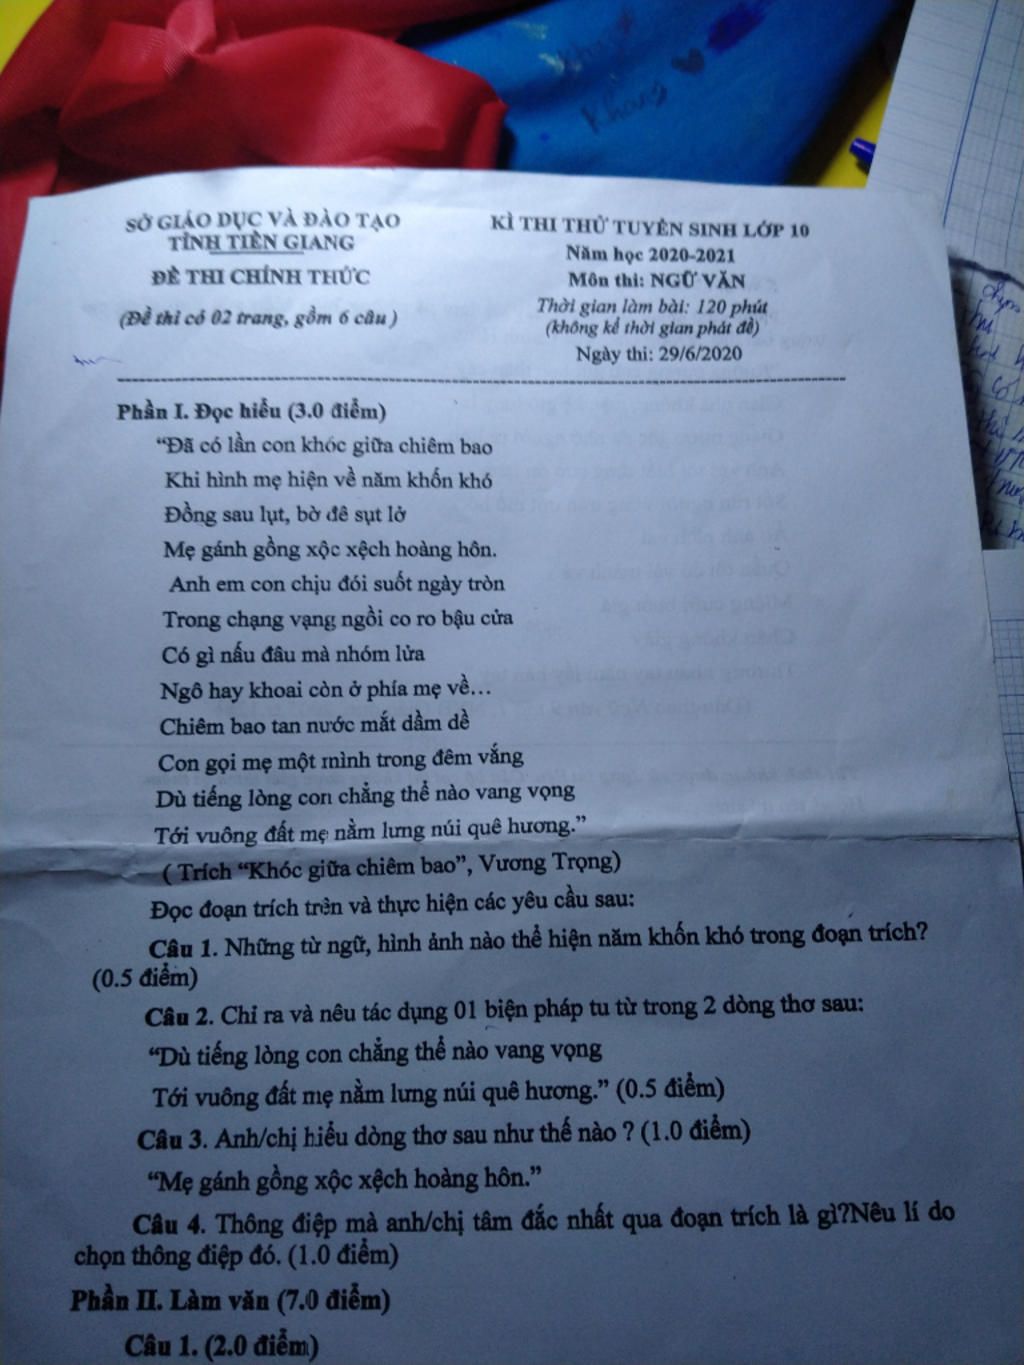 Khang
SỞ GIÁO DỤC VÀ ĐÀO TẠO
TỈNH TIỀN GIANG
ĐỀ THI CHÍNH THỨC
(Đề thi có 02 trang, gồm 6 câu)
KÌ THI THỬ TUYÊN SINH LỚP 10
Năm học 2020-2021
Môn thi: NGỮ VĂN
Thời gian làm bài: 120 phút
(không kể thời gian phát đề)
Ngày thi: 29/6/2020
Phần I. Đọc hiểu (3.0 điểm)
“Đã có lần con khóc giữa chiêm bao
Khi hình mẹ hiện về năm khốn khó
Đồng sau lụt, bờ đê sụt lở
Mẹ gánh gồng xộc xệch hoàng hôn.
Anh em con chịu đói suốt ngày tròn
Trong chạng vạng ngồi co ro bậu cửa
Có gì nấu đâu mà nhóm lửa
Ngô hay khoai còn ở phía mẹ về...
Chiêm bao tan nước mắt dầm dề
Con gọi mẹ một mình trong đêm vắng
Dù tiếng lòng con chẳng thể nào vang vọng
Tới vuông đất mẹ nằm lưng núi quê hương.”
( Trích “Khóc giữa chiêm bao”, Vương Trọng)
Đọc đoạn trích trên và thực hiện các yêu cầu sau:
Câu 1. Những từ ngữ, hình ảnh nào thể hiện năm khốn khó trong đoạn trích?
(0.5 điểm)
Câu 2. Chỉ ra và nêu tác dụng 01 biện pháp tu từ trong 2 dòng thơ sau:
“Dù tiếng lòng con chẳng thể nào vang vọng
Tới vuông đất mẹ nằm lưng núi quê hương.” (0.5 điểm)
Câu 3. Anh/chị hiểu dòng thơ sau như thế nào ? (1.0 điểm)
“Mẹ gánh gồng xộc xệch hoàng hôn.”
Câu 4. Thông điệp mà anh/chị tâm đắc nhất qua đoạn trích là gì?Nêu lí do
chọn thông điệp đó. (1.0 điểm)
Phần II. Làm văn (7.0 điểm)
Câu 1. (2.0 điểm)